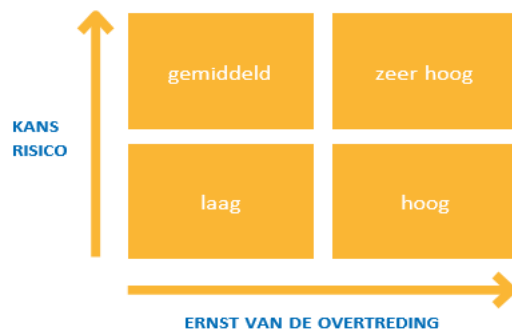 gemiddeld
zeer hoog
KANS
RISICO
laag
hoog
ERNST VAN DE OVERTREDING